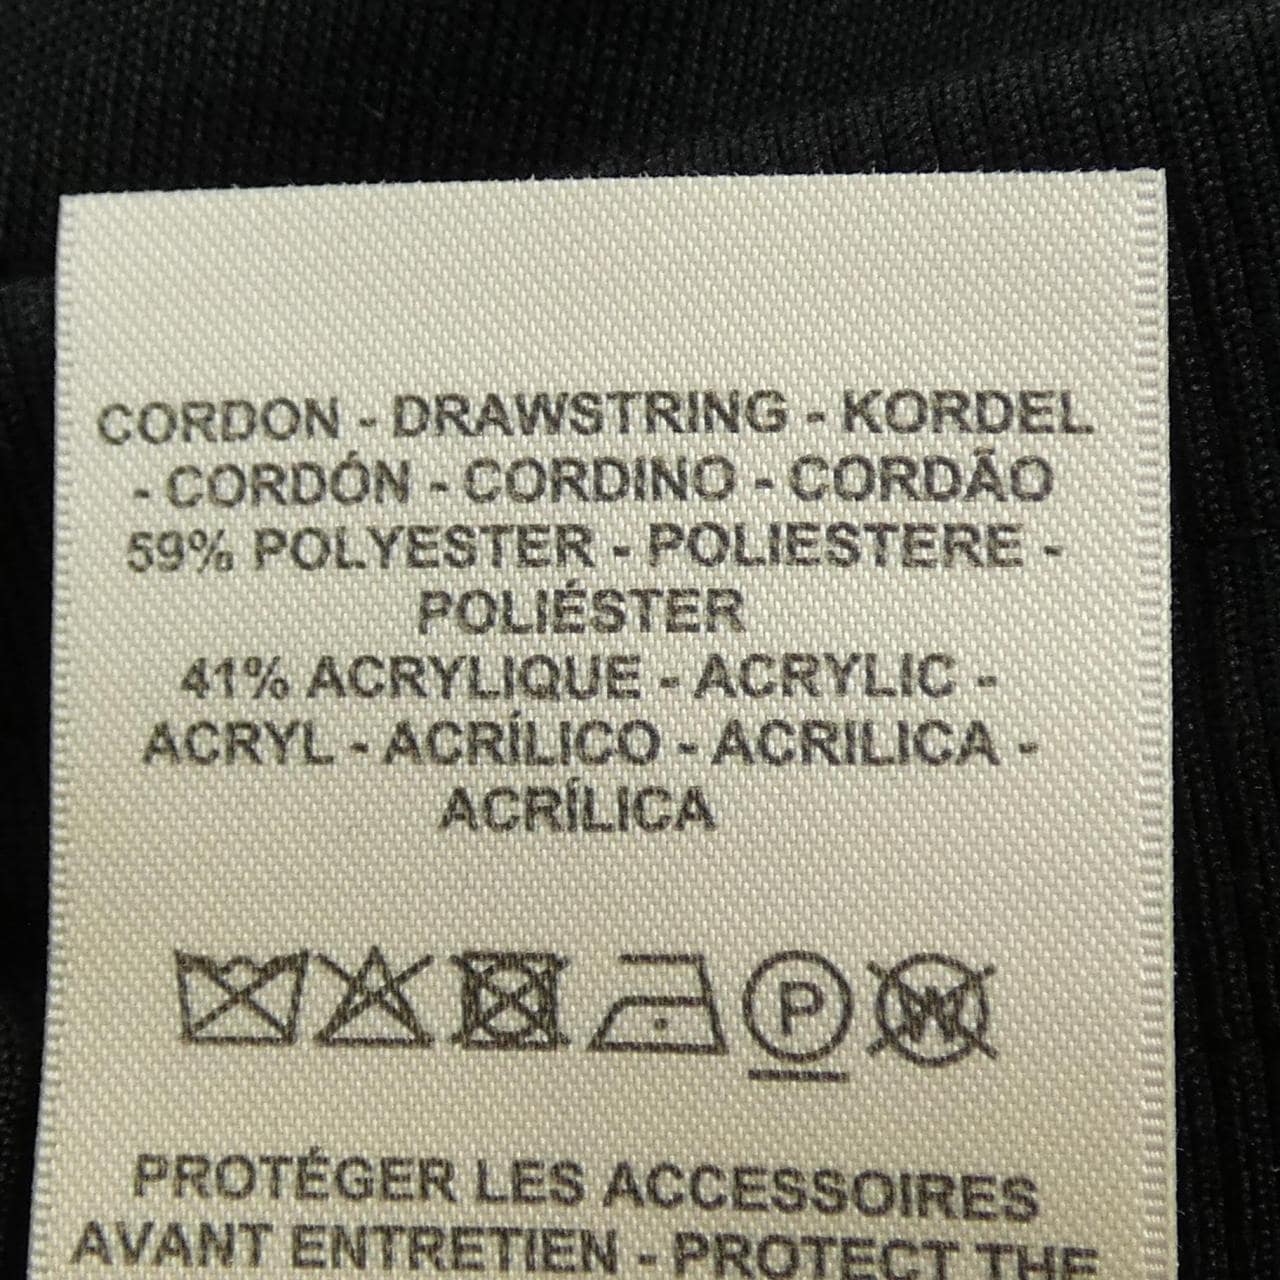 CORDON - DRAWSTRING - KORDEL
- CORDÓN - CORDINO - CORDÃO
59% POLYESTER - POLIESTERE -
POLIÉSTER
41% ACRYLIQUE - ACRYLIC -
ACRYL - ACRÍLICO - ACRILICA -
ACRÍLICA
P W
PROTÉGER LES ACCESSOIRES
AVANT ENTRETIEN - PROTECT THE